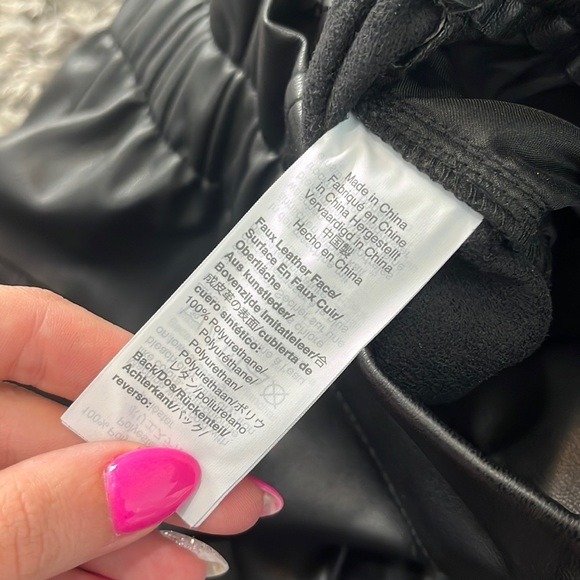 Made in China
Fabriqué en Chine
in China Hergestellt
Vervaardigd in China.
中国製
Hecho en China
Faux Leather Face/
Surface En Faux Cuir/
Oberfläche
Aus kunstleder/
Bovenzijde imitatieleer/合
成皮革の表面/cubierta de
cuero sintético:
100% Polyurethane/
Polyuréthane/
Polyurethan/
Polyurethaan/ポリウ
レタン/poliuretano
Back/Dos/Rückenteil/
Achterkant/バック/
reverso:
100%